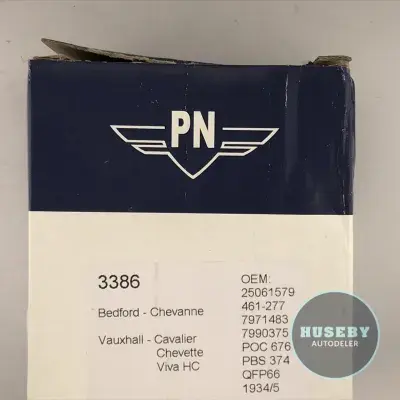 PN
3386
Bedford - Chevanne
Vauxhall - Cavalier
Chevette
Viva HC
OEM:
25061579
461-277
7971483
7990375
POC 676
PBS 374
QFP66
1934/5
HUSEBY
AUTODELER